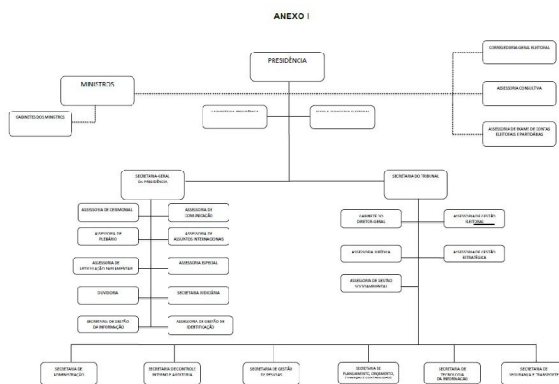 ANEXO I
CORREGEDORIA-GERAL ELEITORAL
PRESIDÊNCIA
MINISTROS
ASSESSORIA CONSULTIVA
GABINETES DOS MINISTROS
ASSESSORIA DE EXAME DE CONTAS
ELEITORAIS E PARTIDÁRIAS
SECRETARIA-GERAL
DA PRESIDÊNCIA
SECRETARIA DO TRIBUNAL
ASSESSORIA DE CERIMONIAL
ASSESSORIA DE
COMUNICAÇÃO
GABINETE DO
DIRETOR-GERAL
ASSESSORIA DE GESTÃO
ELEITORAL
ASSESSORIA DE
PLENÁRIO
ASSESSORIA DE
ASSUNTOS INTERNACIONAIS
ASSESSORIA DE
ARTICULAÇÃO PARLAMENTAR
ASSESSORIA ESPECIAL
ASSESSORIA JURÍDICA
ASSESSORIA DE GESTÃO
ESTRATÉGICA
ASSESSORIA DE GESTÃO
SOCIOAMBIENTAL
OUVIDORIA
SECRETARIA JUDICIÁRIA
SECRETARIA DE GESTÃO
DA INFORMAÇÃO
ASSESSORIA DE GESTÃO DE
IDENTIFICAÇÃO
SECRETARIA DE
ADMINISTRAÇÃO
SECRETARIA DE CONTROLE
INTERNO E AUDITORIA
SECRETARIA DE GESTÃO
DE PESSOAS
SECRETARIA DE
PLANEJAMENTO, ORÇAMENTO,
SECRETARIA DE
TECNOLOGIA
DA INFORMAÇÃO
SECRETARIA DE
SEGURANÇA E TRANSPORTE